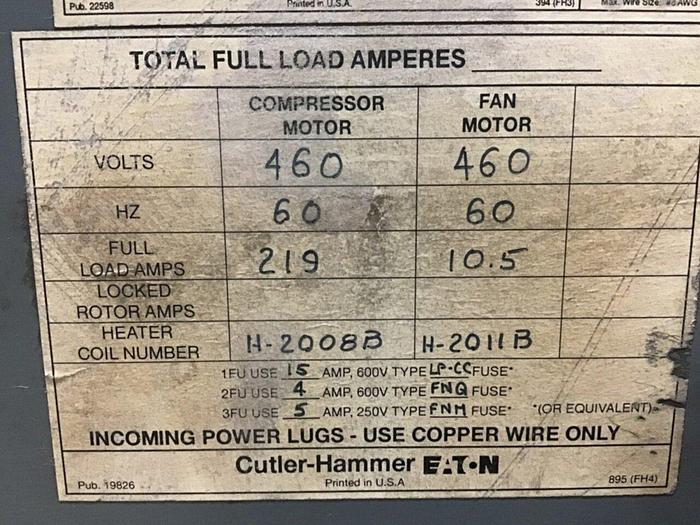 Pub. 22598 Printed in U.S.A. 394 (FH3) Max. Wire Size: AWG
TOTAL FULL LOAD AMPERES
COMPRESSOR MOTOR FAN MOTOR
VOLTS 460 460
HZ 60 60
FULL LOAD AMPS 219 10.5
LOCKED ROTOR AMPS
HEATER COIL NUMBER H-2008B H-2011B
1FU USE 15 AMP, 600V TYPE LP-CC FUSE*
2FU USE 4 AMP, 600V TYPE FNQ FUSE*
3FU USE 5 AMP, 250V TYPE FNM FUSE* *(OR EQUIVALENT)
INCOMING POWER LUGS - USE COPPER WIRE ONLY
Cutler-Hammer EATON
Pub. 19826 Printed in U.S.A 895 (FH4)